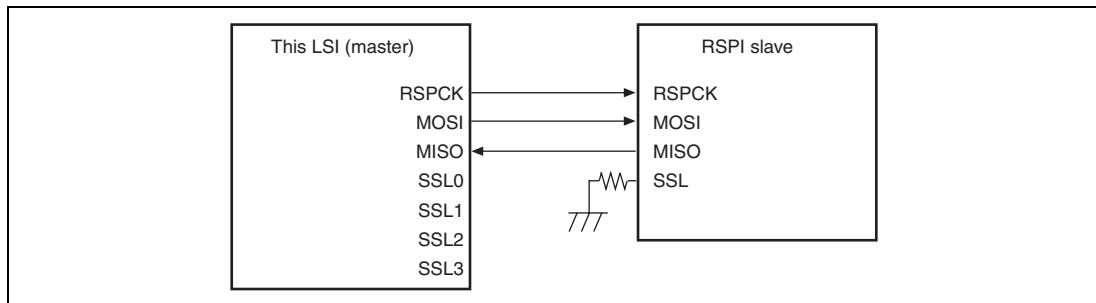 This LSI (master)
RSPI slave
RSPCK
RSPCK
MOSI
MOSI
MISO
MISO
SSL0
SSL
SSL1
SSL2
SSL3